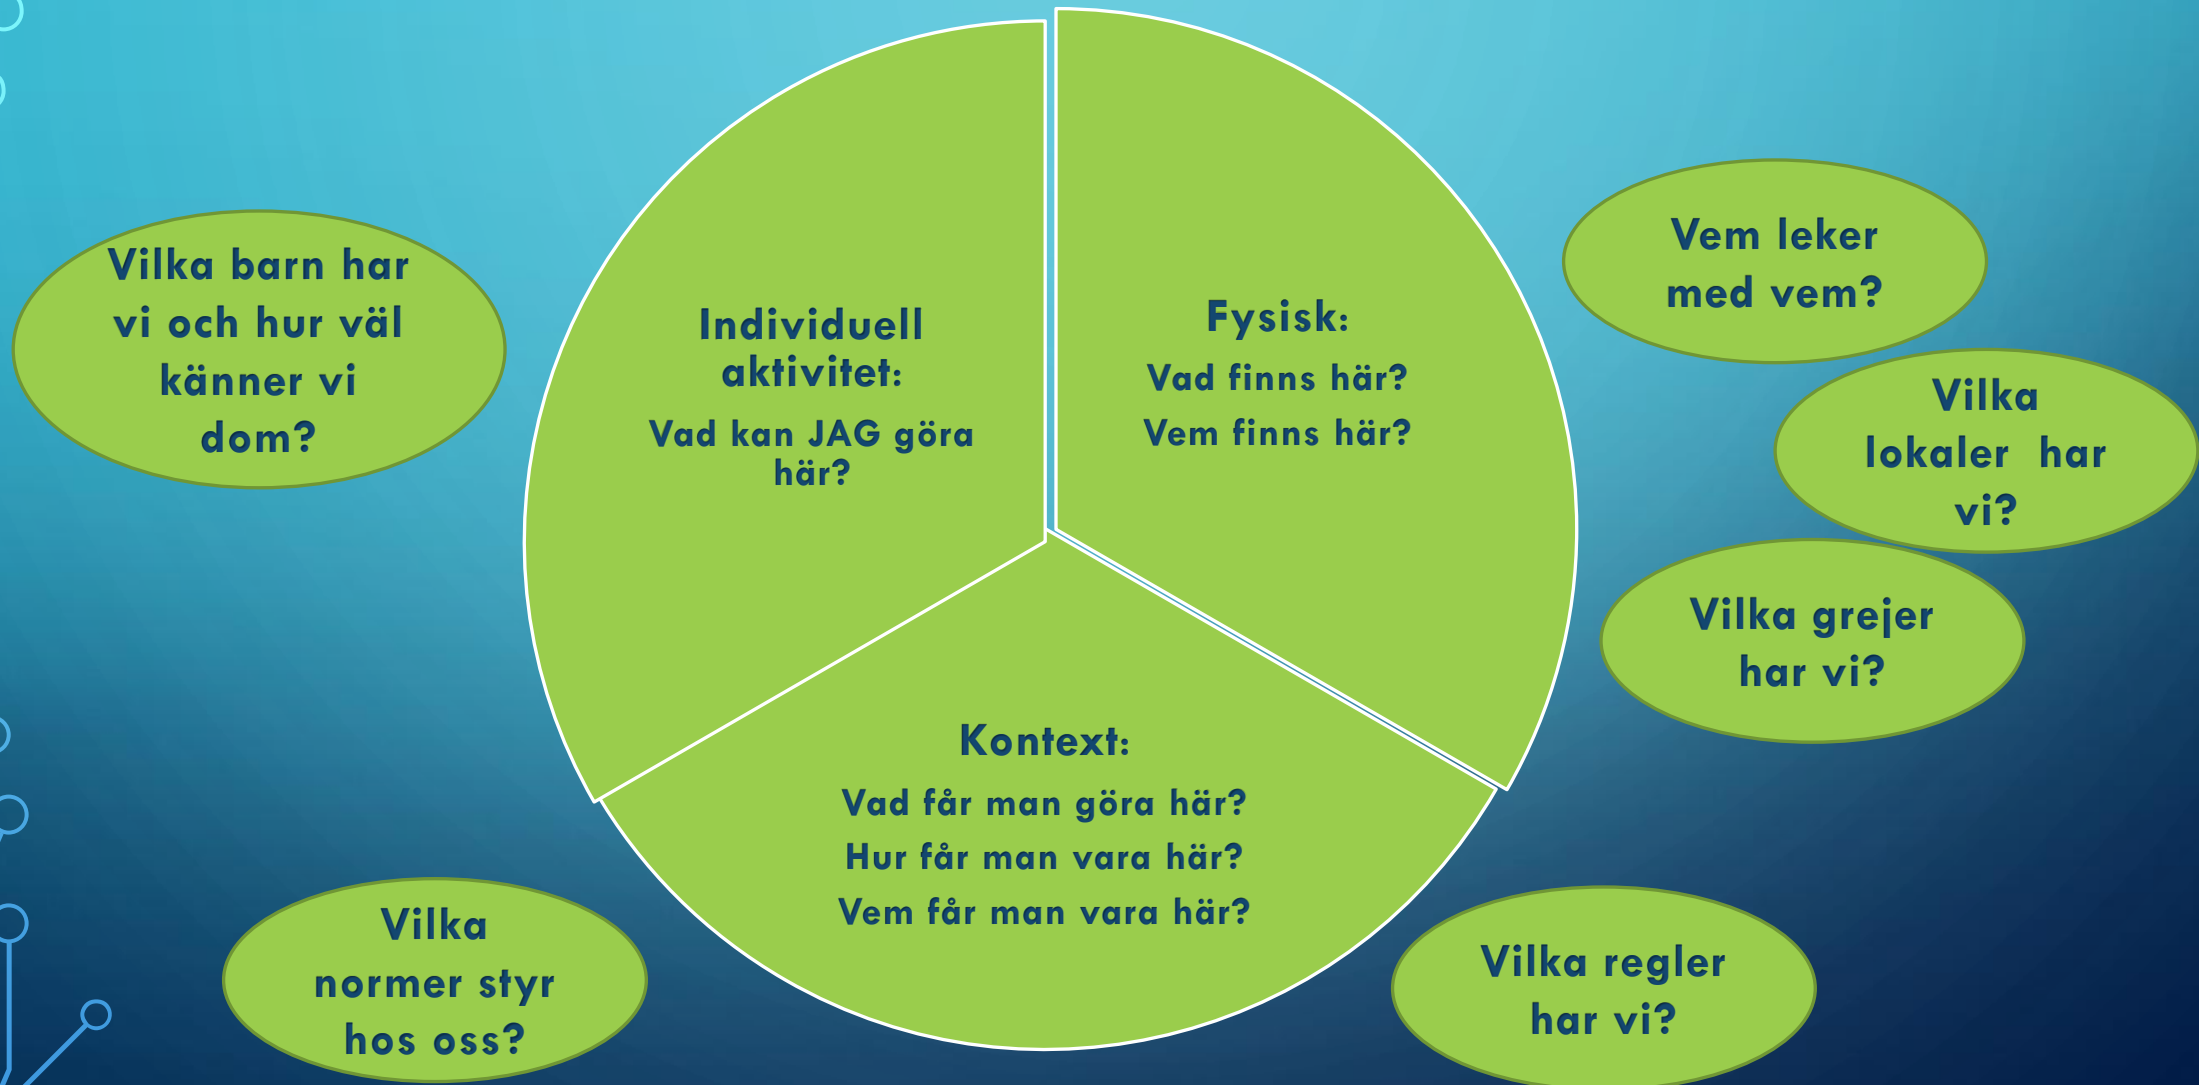 Vilka barn har
vi och hur väl
känner vi
dom?
Individuell
aktivitet:
Vad kan JAG göra
här?
Fysisk:
Vad finns här?
Vem finns här?
Vem leker
med vem?
Vilka
lokaler har
vi?
Vilka grejer
har vi?
Kontext:
Vad får man göra här?
Hur får man vara här?
Vem får man vara här?
Vilka
normer styr
hos oss?
Vilka regler
har vi?